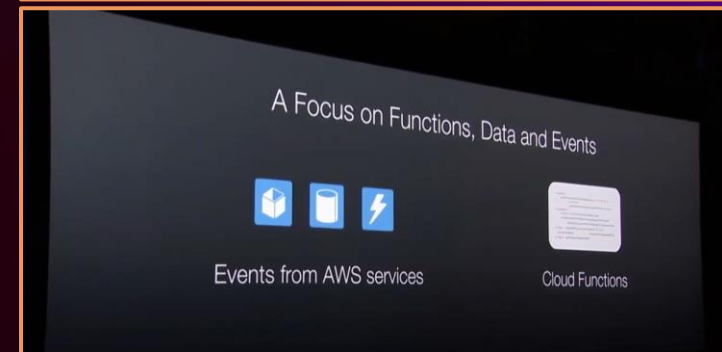 A Focus on Functions, Data and Events
Events from AWS services
Cloud Functions